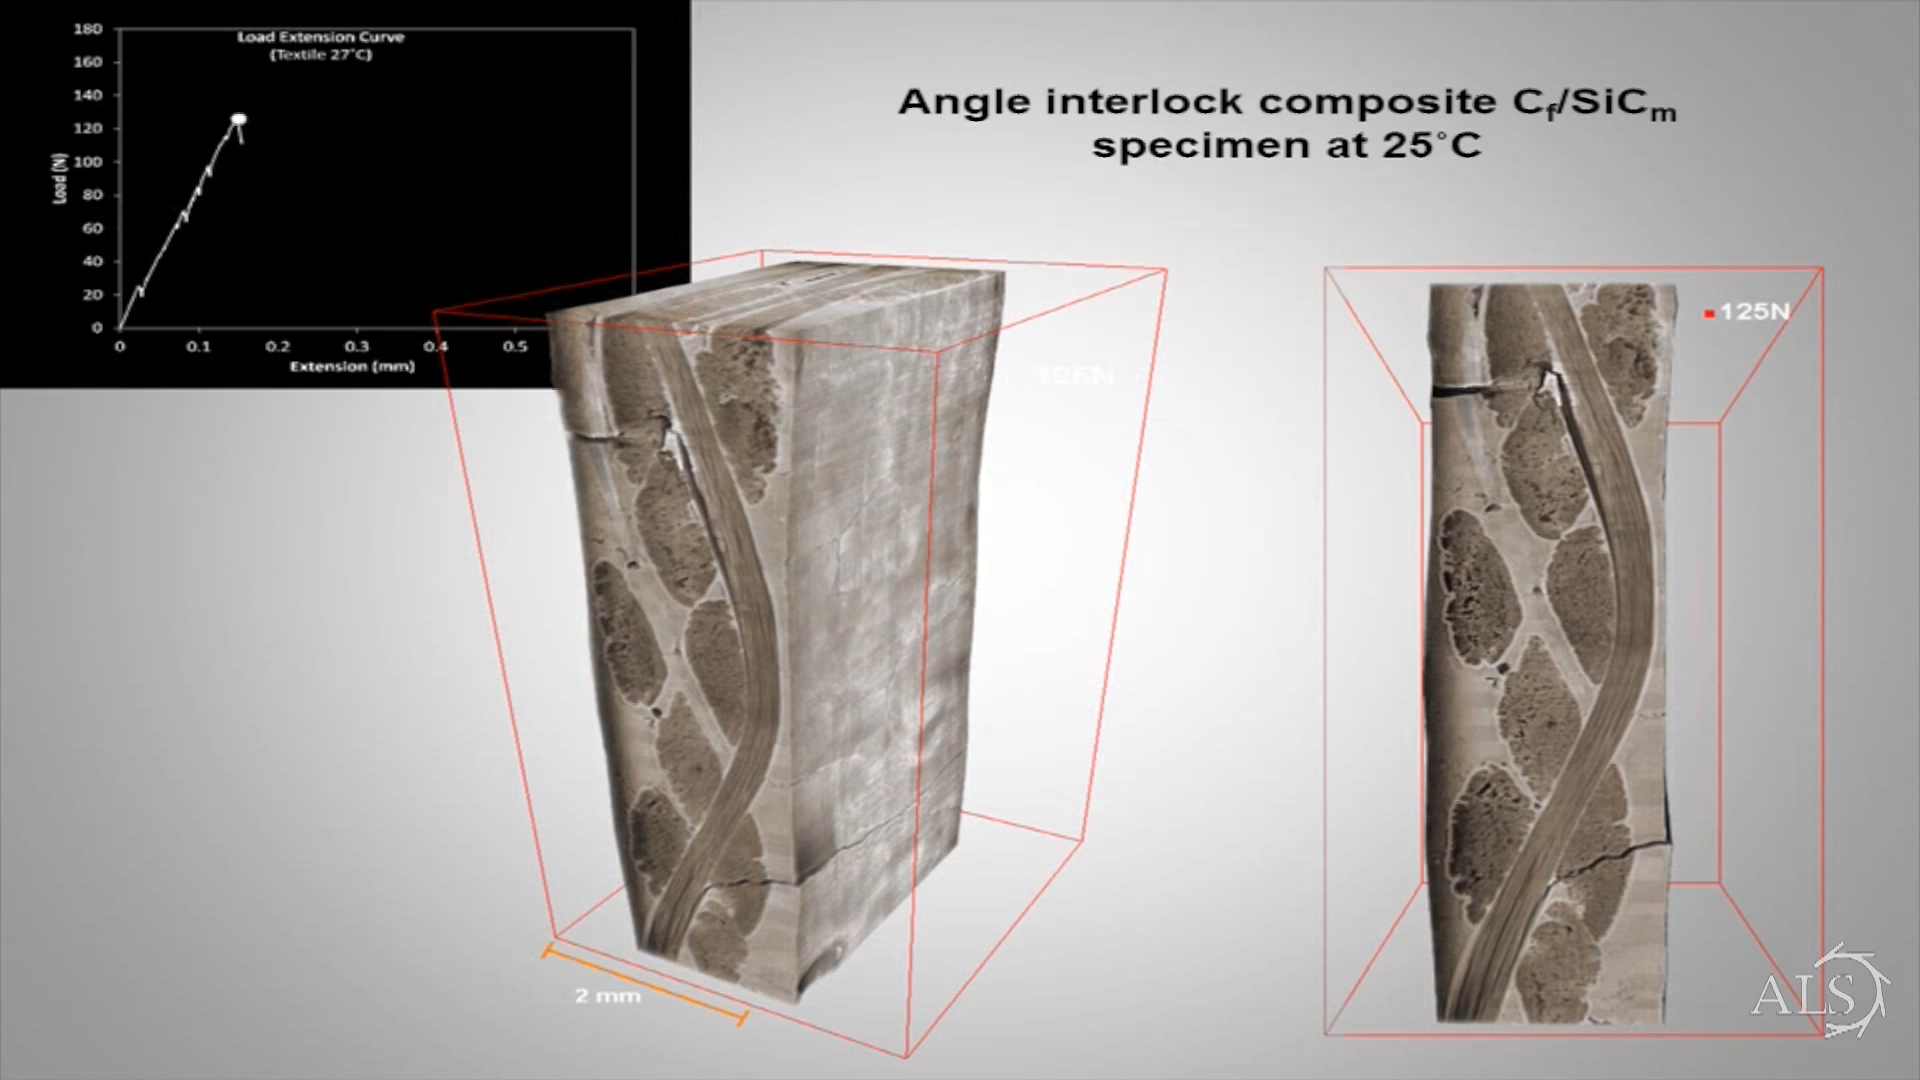 Load Extension Curve
(Textile 27˚C)
180
160
140
120
100
80
60
40
20
0
Load (N)
0 0.1 0.2 0.3 0.4 0.5
Extension (mm)
Angle interlock composite Cf/SiCm
specimen at 25˚C
125N
125N
2 mm
ALS